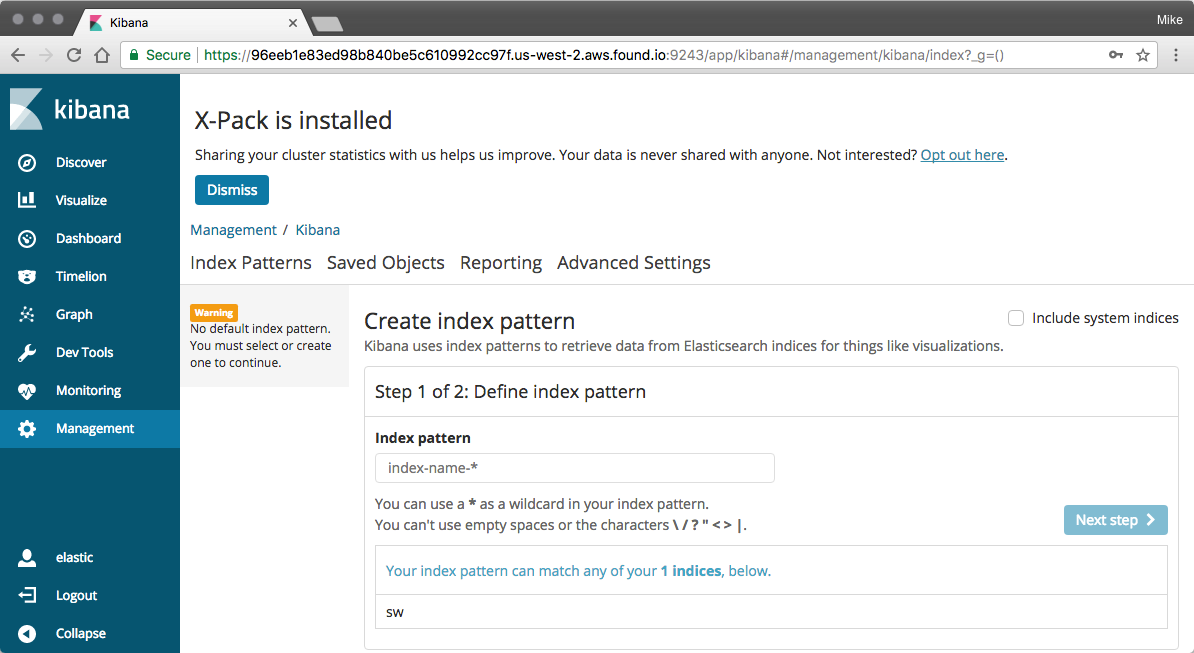 Kibana
Mike
Secure https://96eeb1e83ed98b840be5c610992cc97f.us-west-2.aws.found.io:9243/app/kibana#/management/kibana/index?_g=()
kibana
Discover
Visualize
Dashboard
Timelion
Graph
Dev Tools
Monitoring
Management
elastic
Logout
Collapse
X-Pack is installed
Sharing your cluster statistics with us helps us improve. Your data is never shared with anyone. Not interested? Opt out here.
Dismiss
Management / Kibana
Index Patterns Saved Objects Reporting Advanced Settings
Warning
No default index pattern.
You must select or create
one to continue.
Create index pattern
Include system indices
Kibana uses index patterns to retrieve data from Elasticsearch indices for things like visualizations.
Step 1 of 2: Define index pattern
Index pattern
index-name-*
You can use a * as a wildcard in your index pattern.
You can't use empty spaces or the characters \ / ? " < > |.
Next step
Your index pattern can match any of your 1 indices, below.
sw